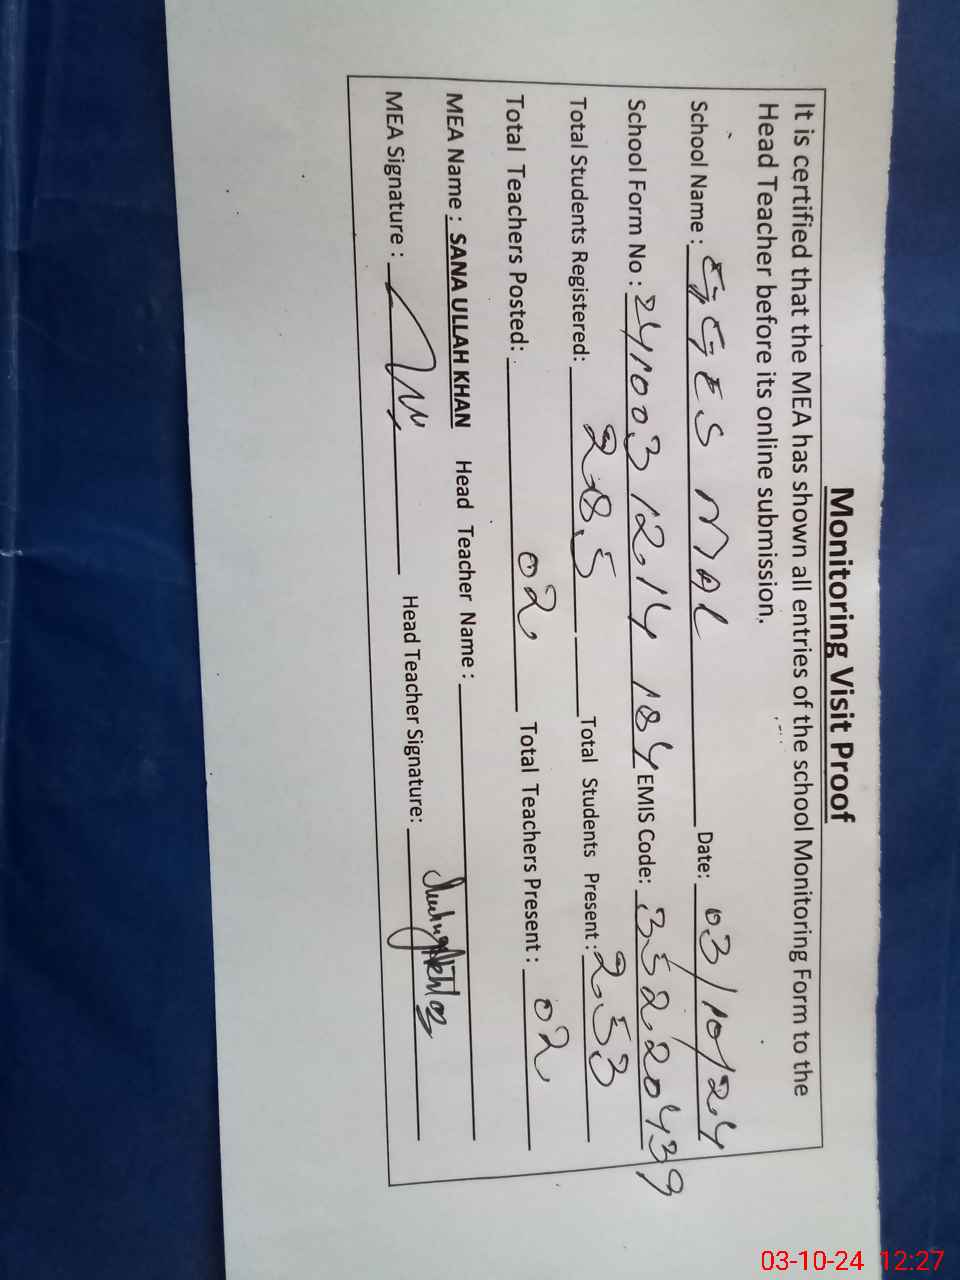 Monitoring Visit Proof
It is certified that the MEA has shown all entries of the school Monitoring Form to the
Head Teacher before its online submission.
School Name : GGES MAL Date: 03/10/24
School Form No : 2410031214184 EMIS Code: 35220439
Total Students Registered: 285 Total Students Present : 253
Total Teachers Posted: 02 Total Teachers Present : 02
MEA Name : SANA ULLAH KHAN Head Teacher Name :
MEA Signature : Head Teacher Signature:
03-10-24 12:27